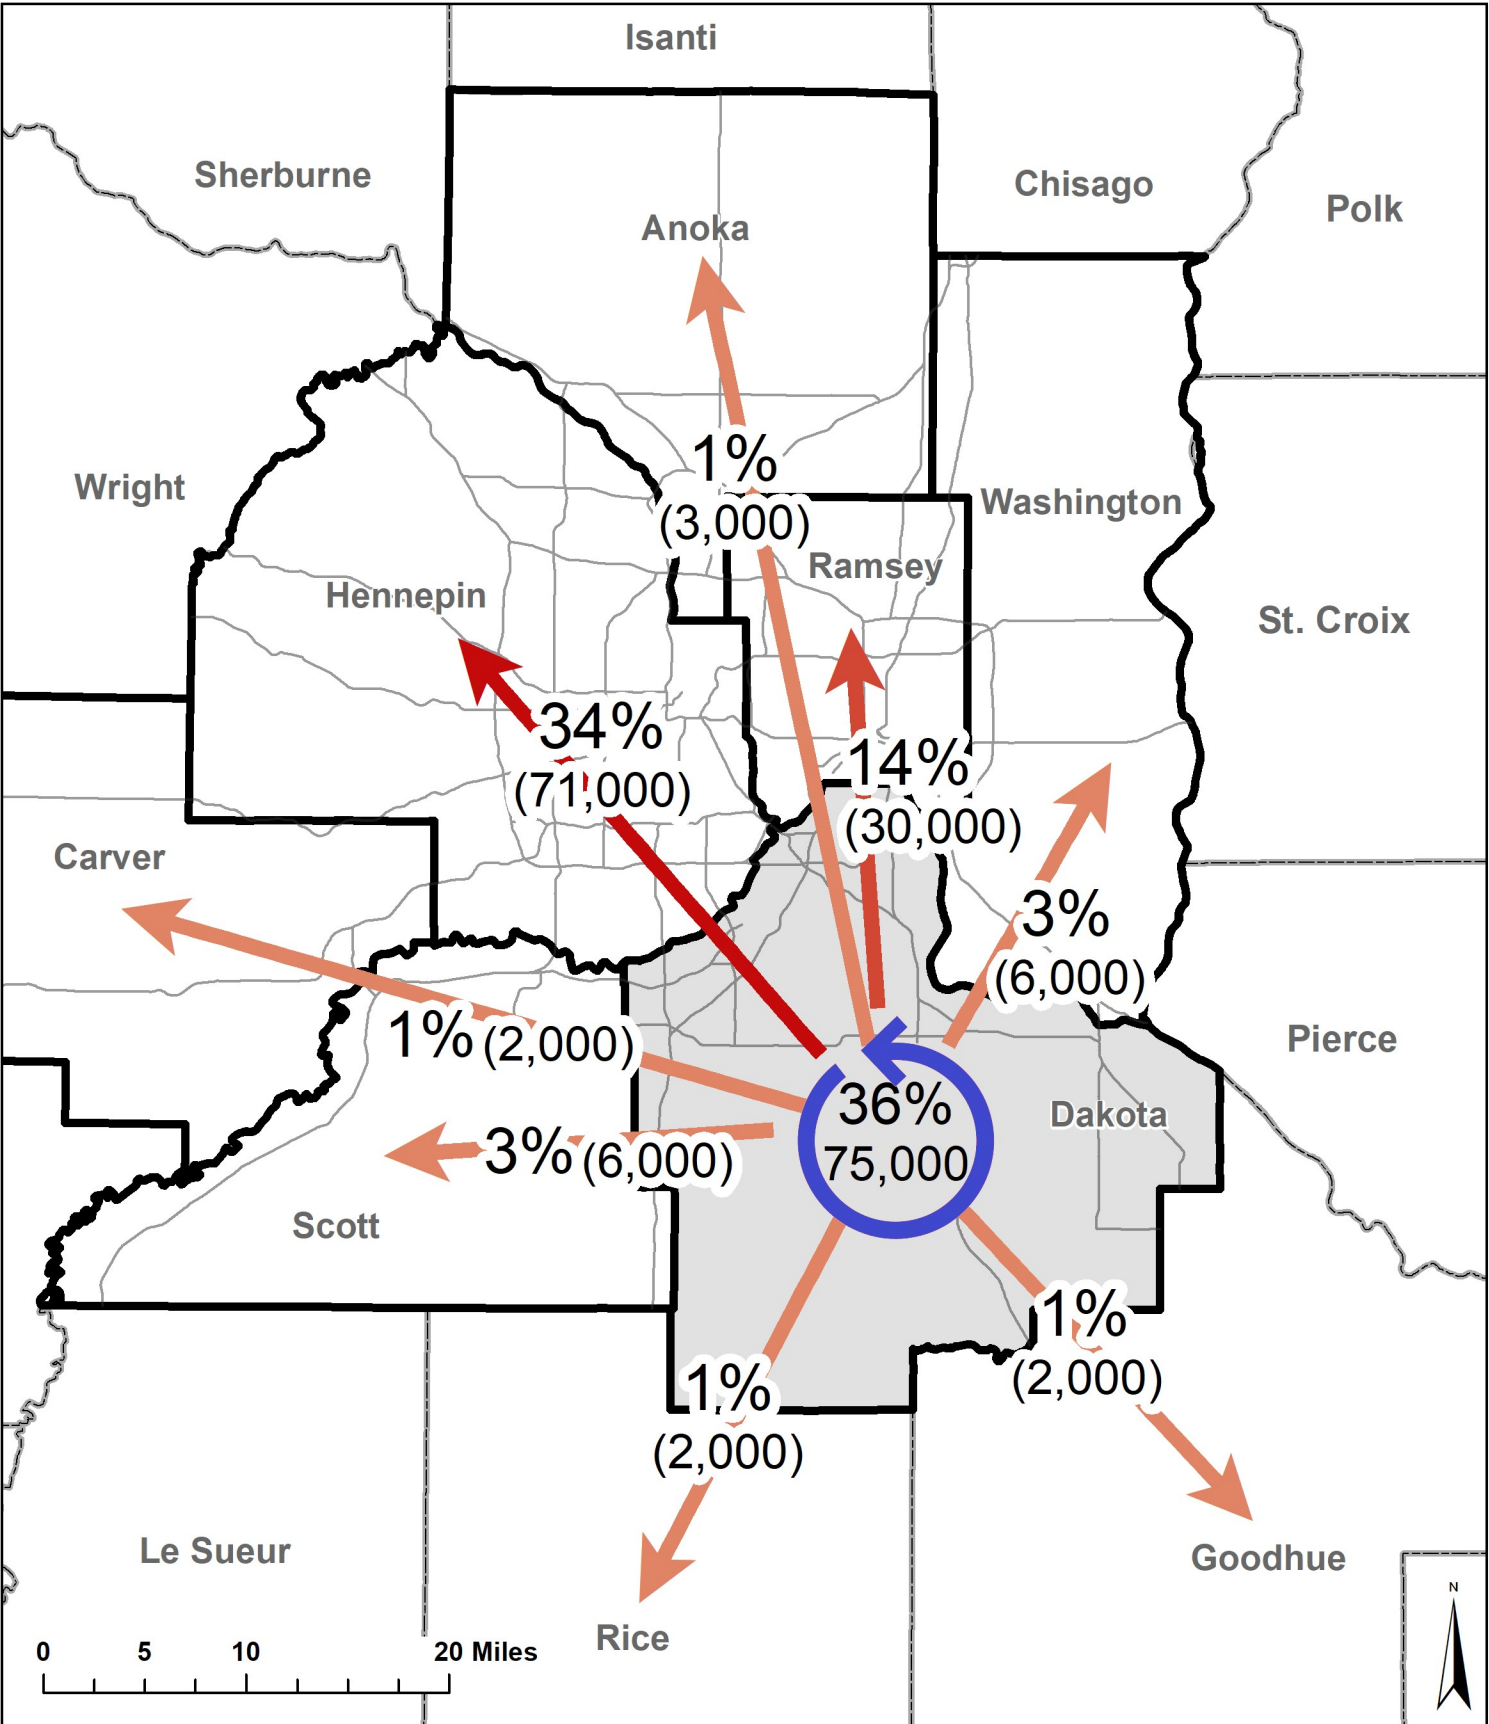 Isanti
Sherburne
Chisago
Polk
Anoka
1%
(3,000)
Wright
Washington
Ramsey
Hennepin
St. Croix
34%
(71,000)
14%
(30,000)
Carver
3%
(6,000)
1% (2,000)
Pierce
36%
75,000
Dakota
3% (6,000)
Scott
1%
(2,000)
1%
(2,000)
Le Sueur
Goodhue
Rice
N
0 5 10 20 Miles